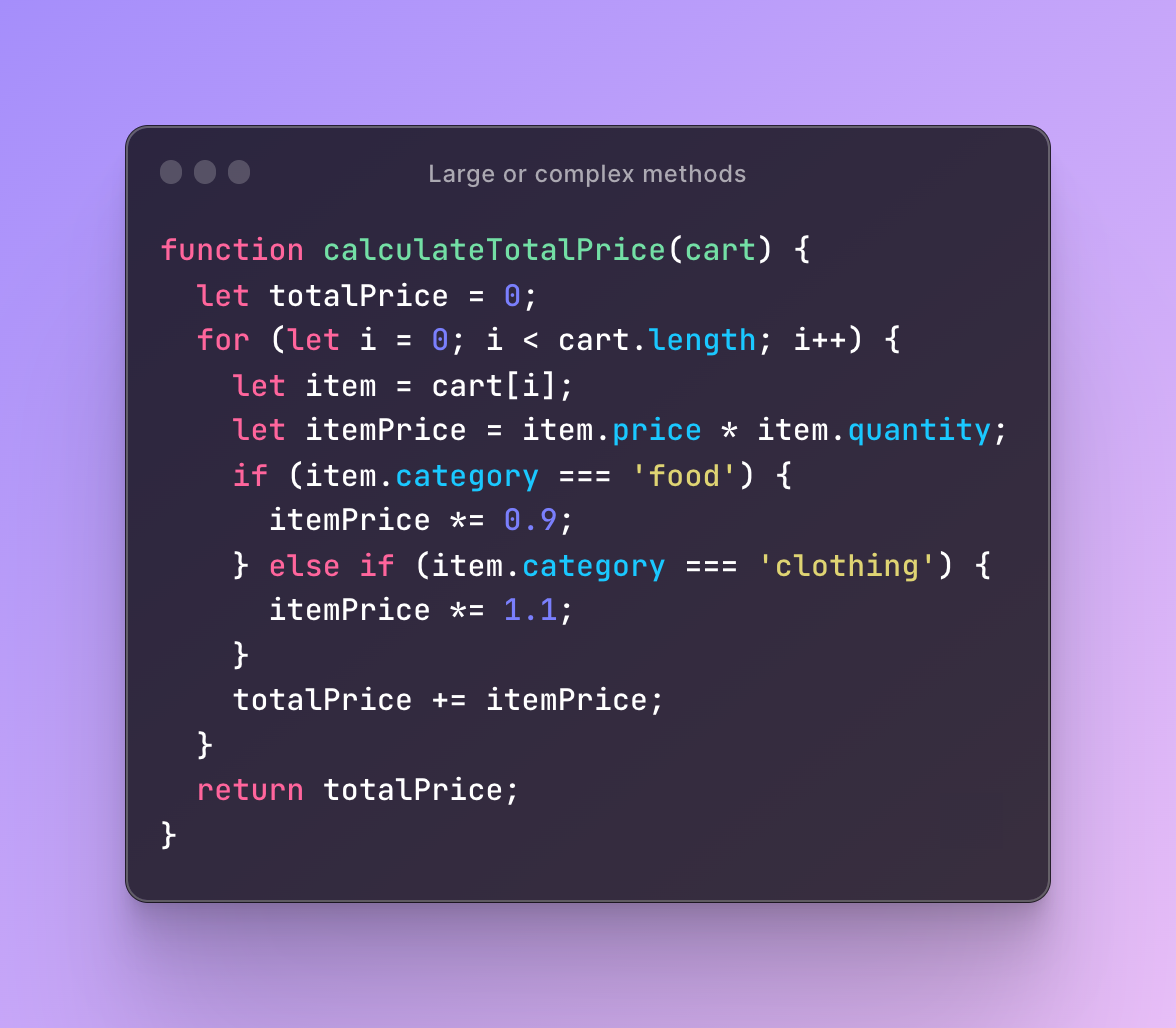 Large or complex methods
function calculateTotalPrice(cart) {
  let totalPrice = 0;
  for (let i = 0; i < cart.length; i++) {
    let item = cart[i];
    let itemPrice = item.price * item.quantity;
    if (item.category === 'food') {
      itemPrice *= 0.9;
    } else if (item.category === 'clothing') {
      itemPrice *= 1.1;
    }
    totalPrice += itemPrice;
  }
  return totalPrice;
}